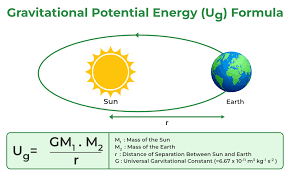 Gravitational Potential Energy (Ug) Formula
Sun
Earth
r
Ug= GM₁ . M₂
r
M₁ : Mass of the Sun
M₂ : Mass of the Earth
r : Distance of Separation Between Sun and Earth
G : Universal Garvitational Constant (≈6.67 x 10⁻¹¹ m³ kg⁻¹ s⁻²)